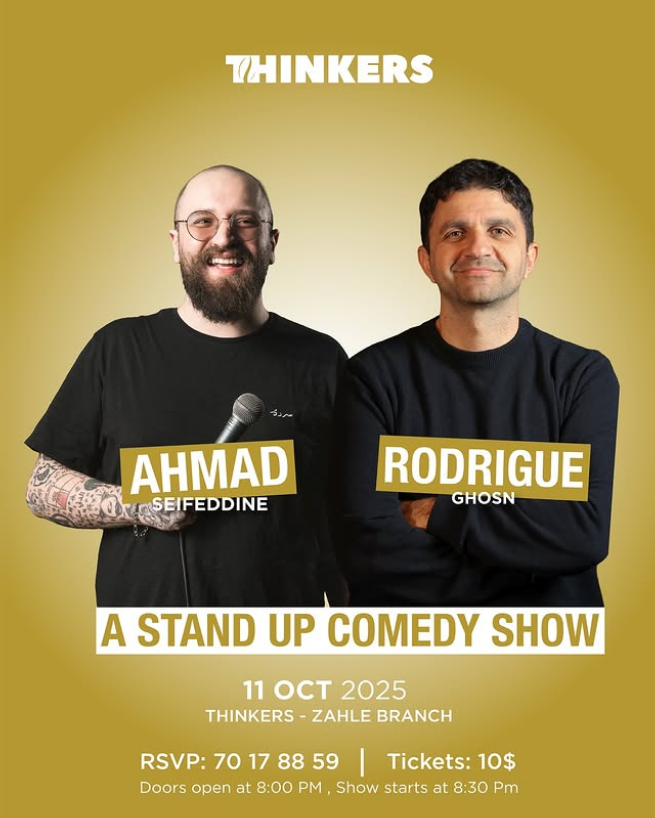 THINKERS
AHMAD
SEIFEDDINE
RODRIGUE
GHOSN
A STAND UP COMEDY SHOW
11 OCT 2025
THINKERS - ZAHLE BRANCH
RSVP: 70 17 88 59 | Tickets: 10$
Doors open at 8:00 PM , Show starts at 8:30 Pm